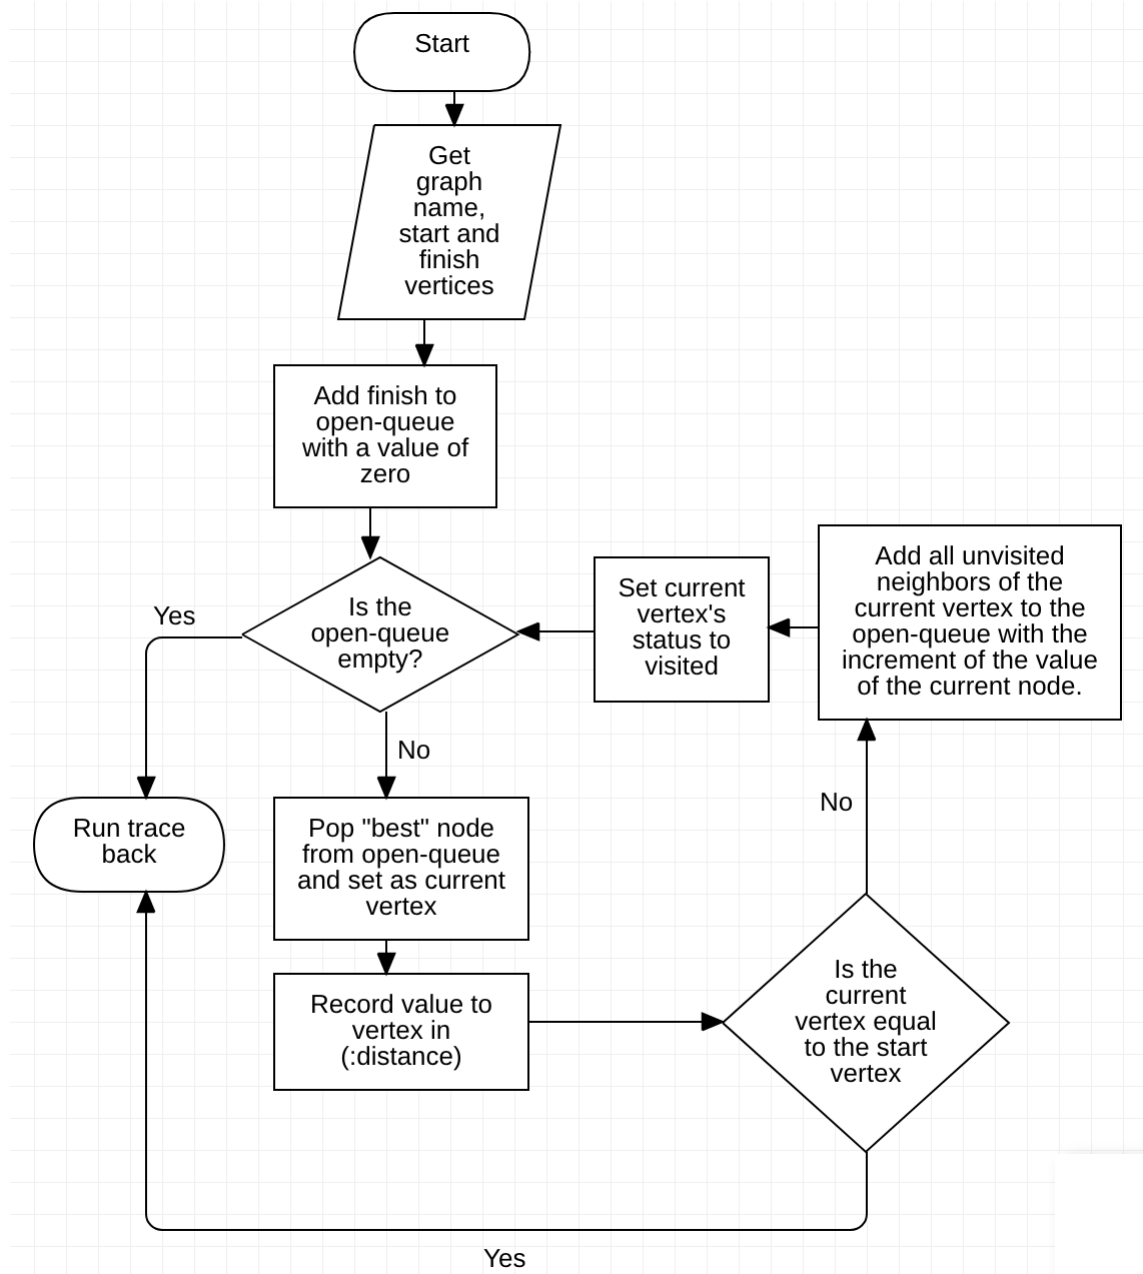 Start
Get
graph
name,
start and
finish
vertices
Add finish to
open-queue
with a value of
zero
Is the
open-queue
empty?
Yes
No
Set current
vertex's
status to
visited
Add all unvisited
neighbors of the
current vertex to the
open-queue with the
increment of the value
of the current node.
Run trace
back
Pop "best" node
from open-queue
and set as current
vertex
No
Record value to
vertex in
(:distance)
Is the
current
vertex equal
to the start
vertex
Yes